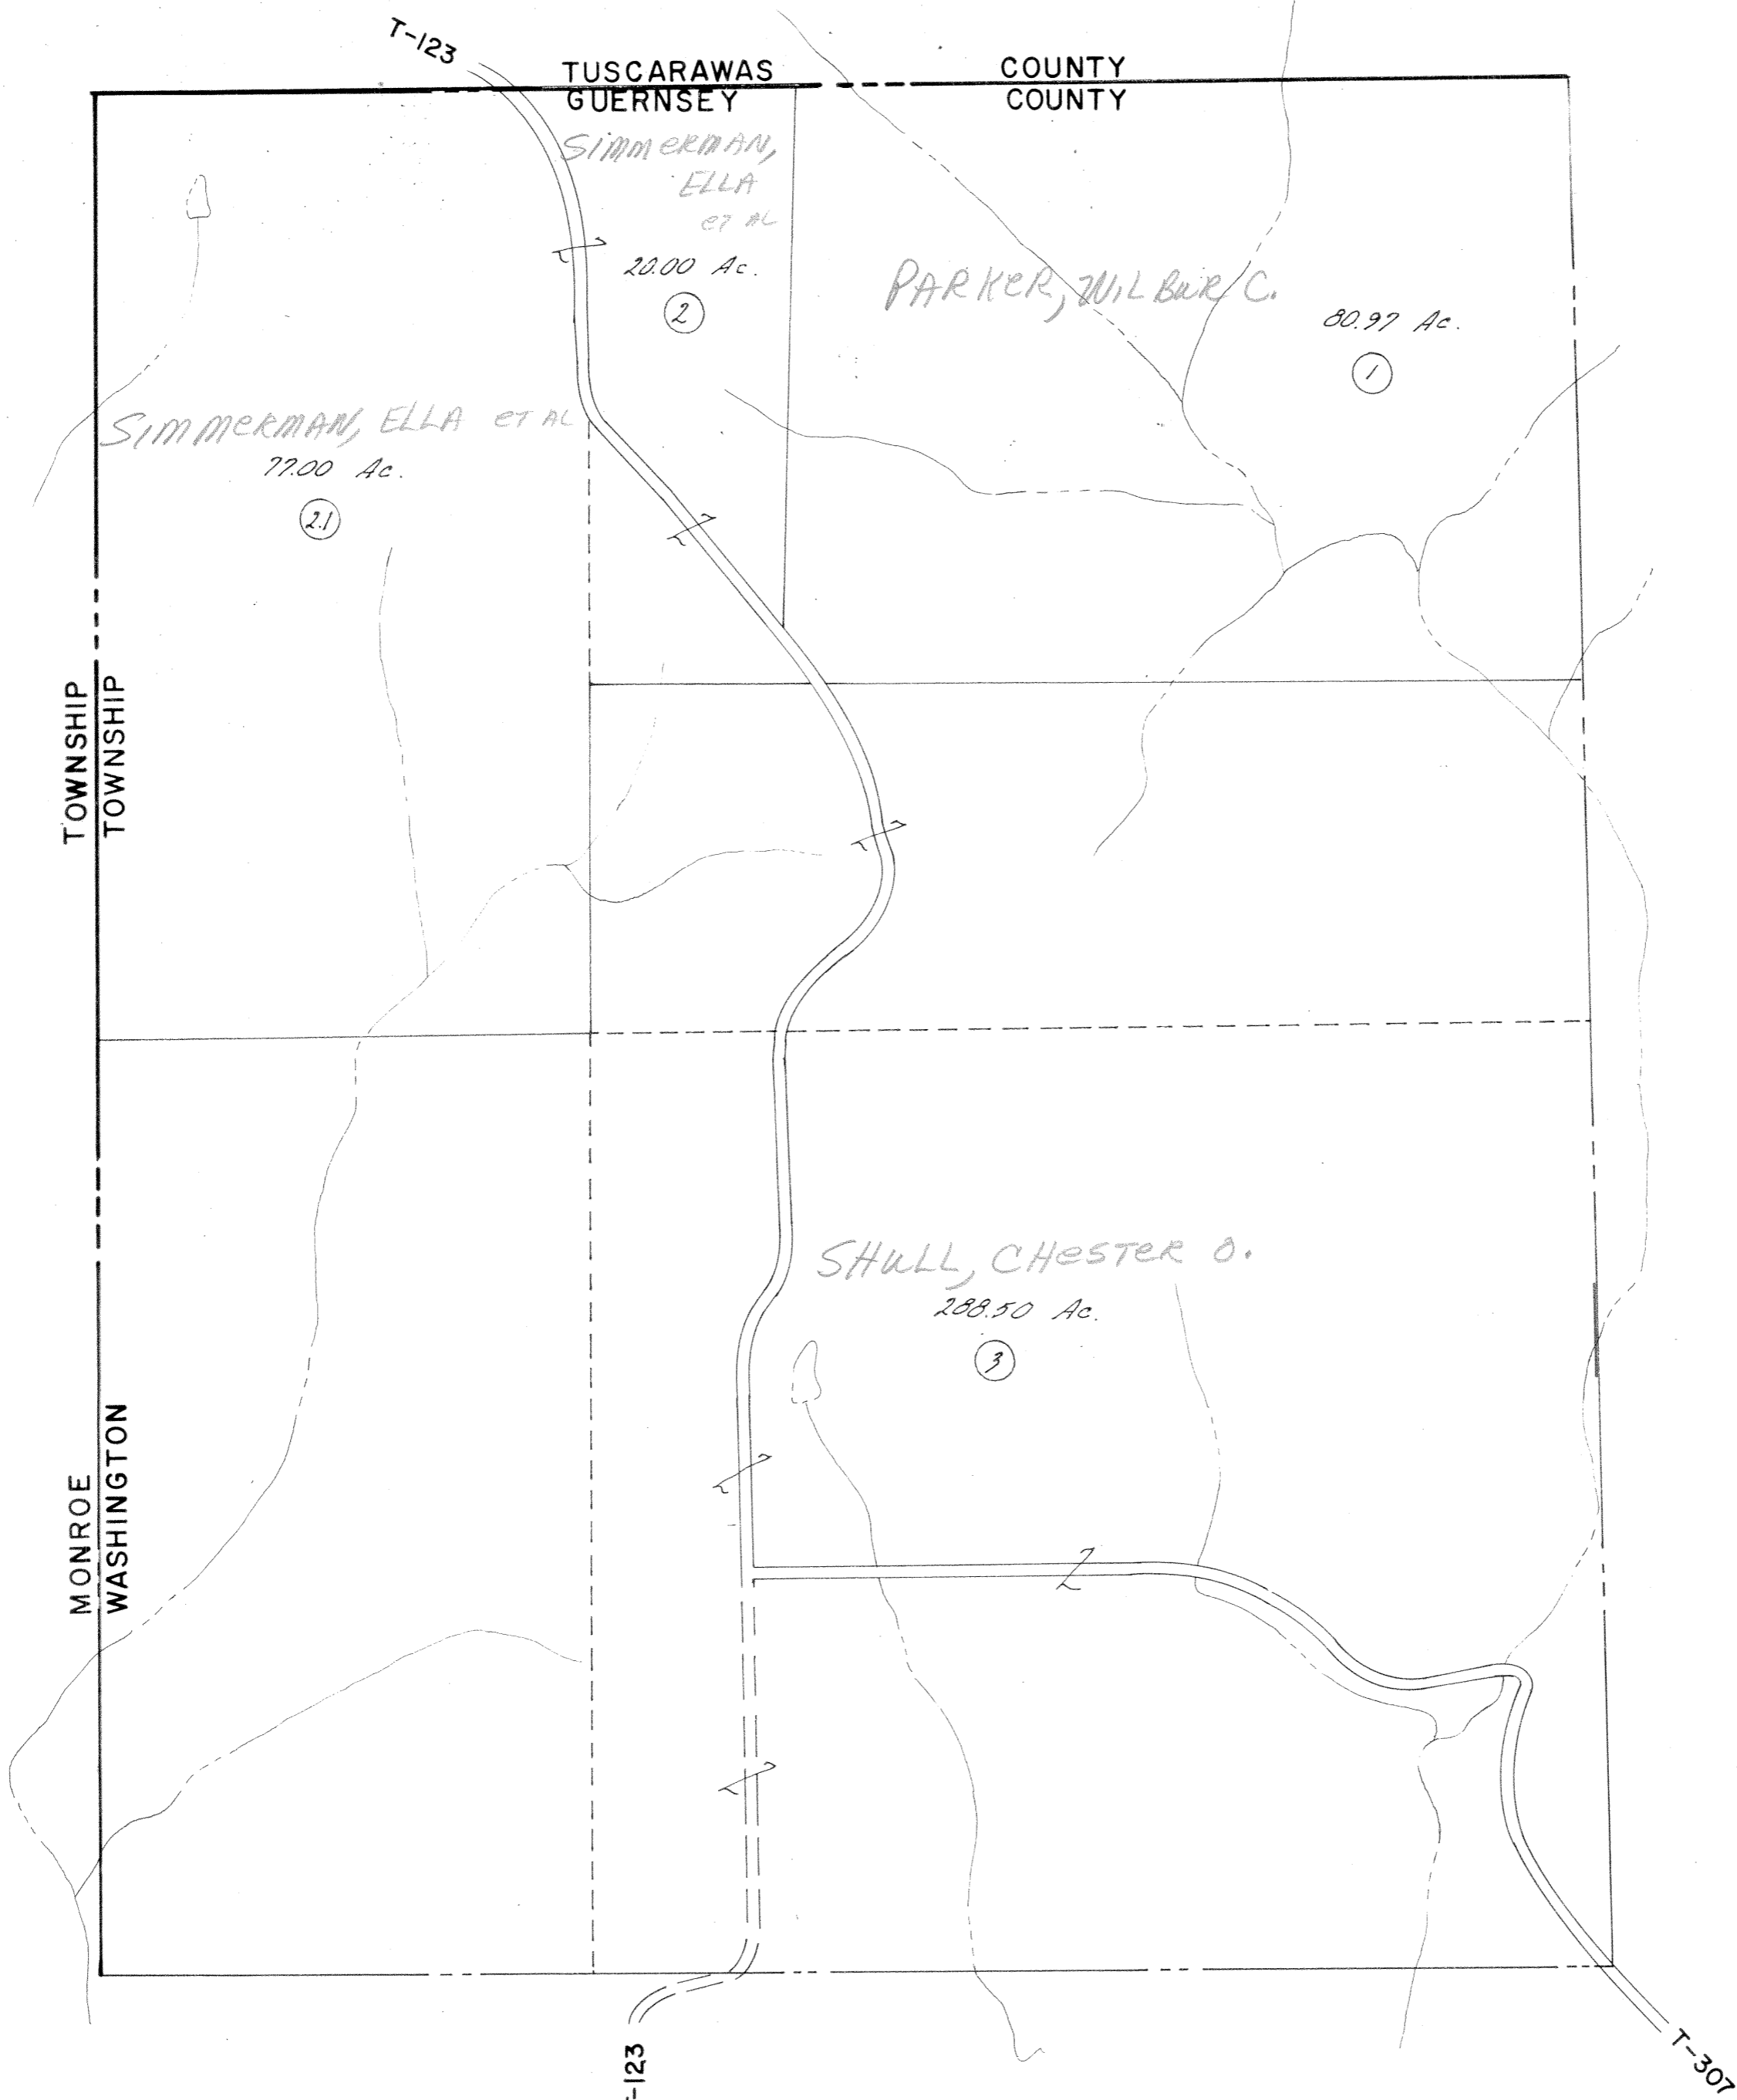 T-123
TUSCARAWAS COUNTY
GUERNSEY COUNTY
SIMMERMAN,
ELLA
ET AL
20.00 Ac.
2
PARKER, WILBUR C.
80.97 Ac.
1
SIMMERMAN, ELLA ET AL
77.00 Ac.
2.1
MONROE TOWNSHIP
WASHINGTON TOWNSHIP
SHULL, CHESTER O.
288.50 Ac.
3
-123
T-307